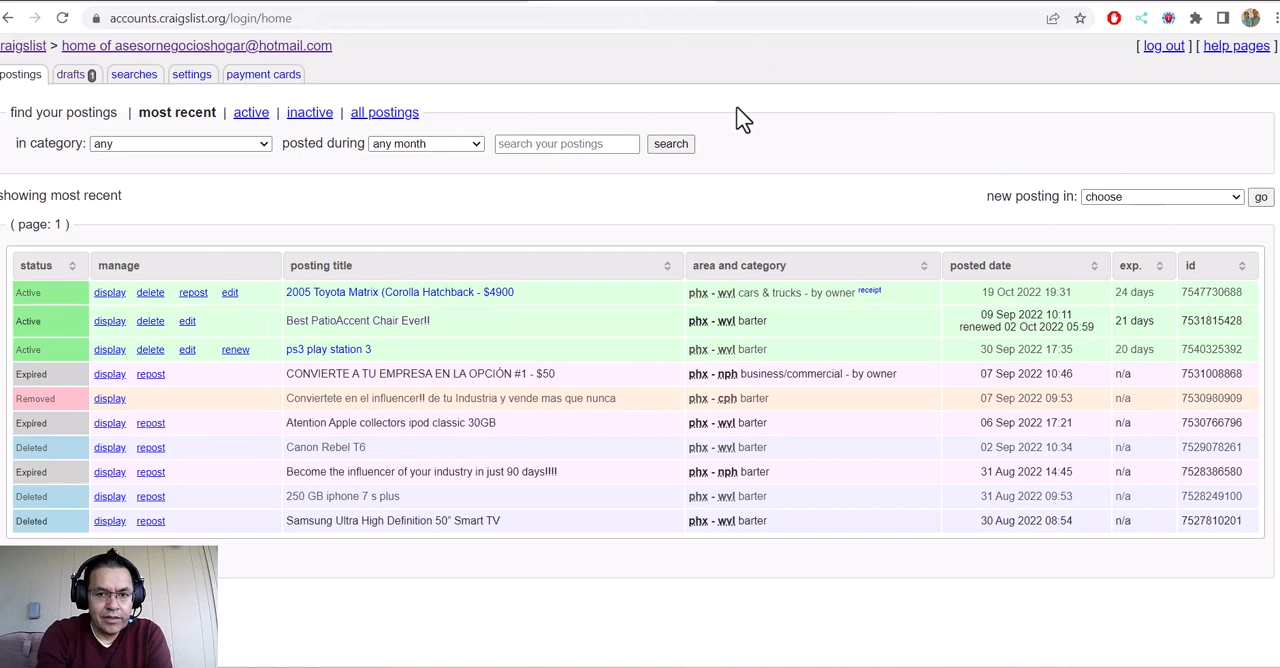 accounts.craigslist.org/login/home
raigslist > home of asesornegocioshogar@hotmail.com [ log out ] [ help pages ]
postings drafts 1 searches settings payment cards
find your postings | most recent | active | inactive | all postings
in category: any posted during any month search your postings search
showing most recent new posting in: choose go
( page: 1 )
status manage posting title area and category posted date exp. id
Active display delete repost edit 2005 Toyota Matrix (Corolla Hatchback - $4900 phx - wvl cars & trucks - by owner receipt 19 Oct 2022 19:31 24 days 7547730688
Active display delete edit Best PatioAccent Chair Ever!! phx - wvl barter 09 Sep 2022 10:11 21 days 7531815428
renewed 02 Oct 2022 05:59
Active display delete edit renew ps3 play station 3 phx - wvl barter 30 Sep 2022 17:35 20 days 7540325392
Expired display repost CONVIERTE A TU EMPRESA EN LA OPCIÓN #1 - $50 phx - nph business/commercial - by owner 07 Sep 2022 10:46 n/a 7531008868
Removed display Conviertete en el influencer!! de tu Industria y vende mas que nunca phx - cph barter 07 Sep 2022 09:53 n/a 7530980909
Expired display repost Atention Apple collectors ipod classic 30GB phx - wvl barter 06 Sep 2022 17:21 n/a 7530766796
Deleted display repost Canon Rebel T6 phx - wvl barter 02 Sep 2022 10:34 n/a 7529078261
Expired display repost Become the influencer of your industry in just 90 days!!!! phx - nph barter 31 Aug 2022 14:45 n/a 7528386580
Deleted display repost 250 GB iphone 7 s plus phx - wvl barter 31 Aug 2022 09:53 n/a 7528249100
Deleted display repost Samsung Ultra High Definition 50” Smart TV phx - wvl barter 30 Aug 2022 08:54 n/a 7527810201